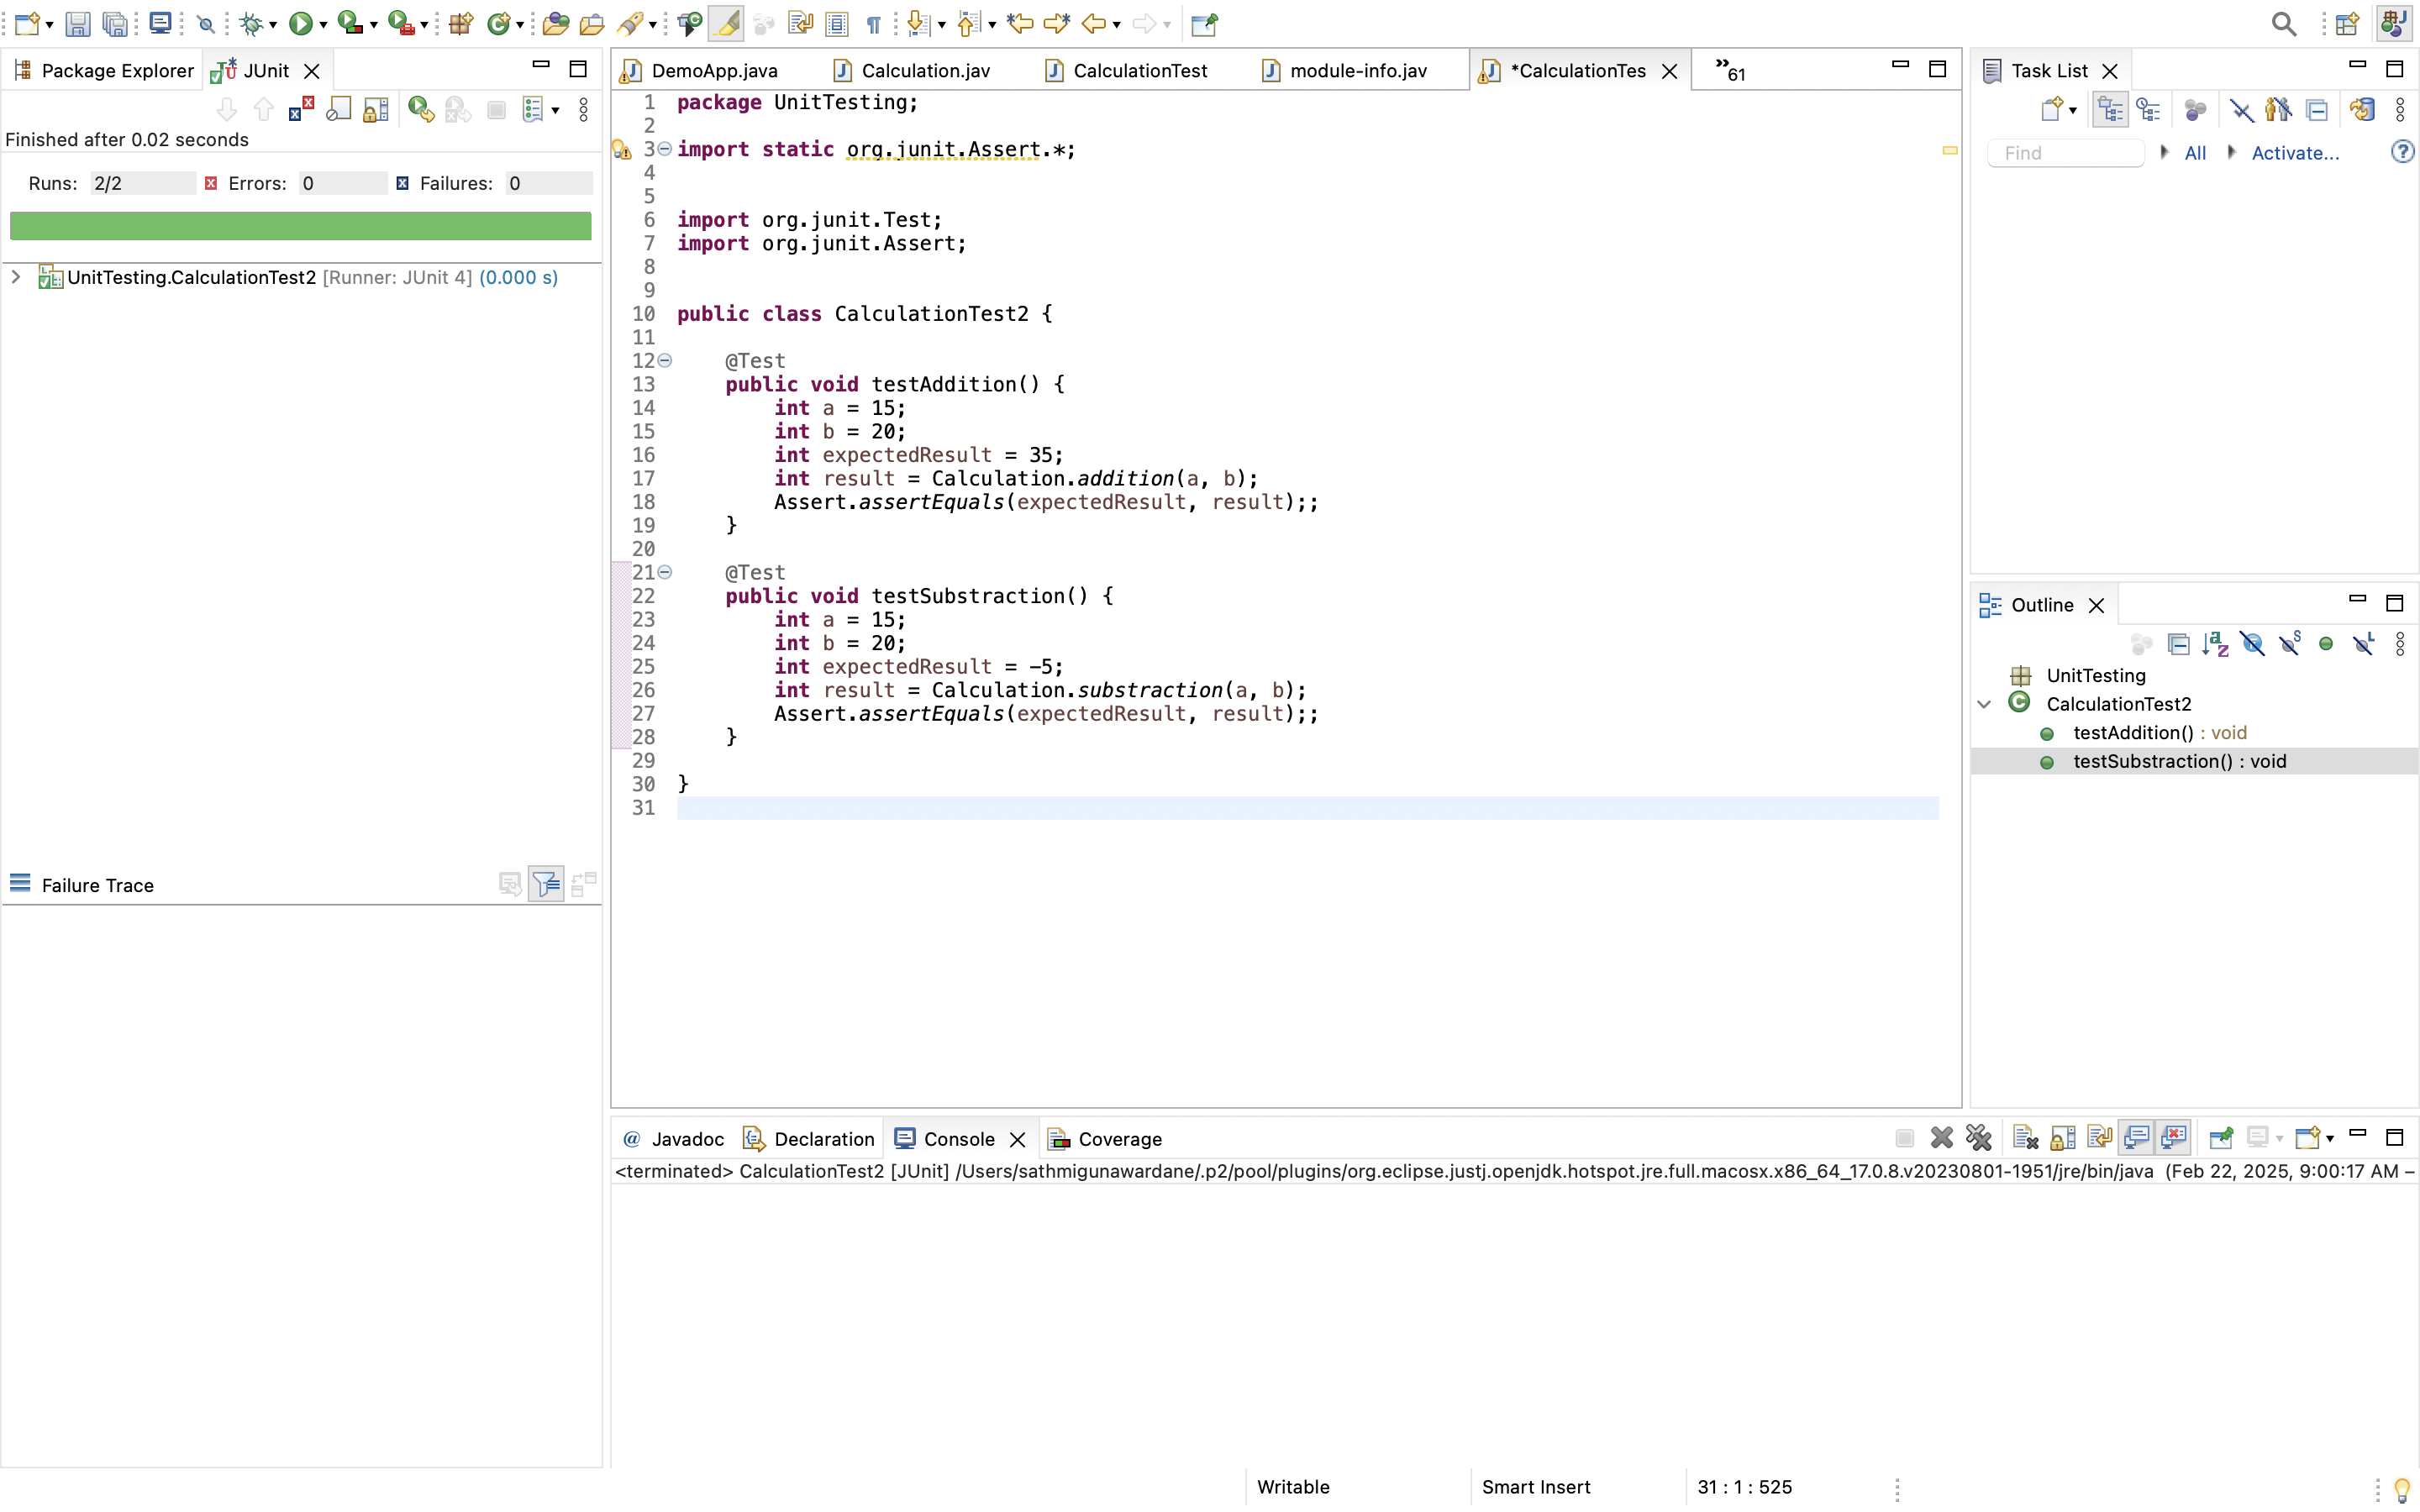 Package Explorer
JUnit
Finished after 0.02 seconds
Runs: 2/2
Errors: 0
Failures: 0
UnitTesting.CalculationTest2 [Runner: JUnit 4] (0.000 s)
Failure Trace
DemoApp.java
Calculation.jav
CalculationTest
module-info.jav
*CalculationTes
»61
1 package UnitTesting;
2
3 import static org.junit.Assert.*;
4
5
6 import org.junit.Test;
7 import org.junit.Assert;
8
9
10 public class CalculationTest2 {
11
12 @Test
13 public void testAddition() {
14 int a = 15;
15 int b = 20;
16 int expectedResult = 35;
17 int result = Calculation.addition(a, b);
18 Assert.assertEquals(expectedResult, result);;
19 }
20
21 @Test
22 public void testSubstraction() {
23 int a = 15;
24 int b = 20;
25 int expectedResult = -5;
26 int result = Calculation.substraction(a, b);
27 Assert.assertEquals(expectedResult, result);;
28 }
29
30 }
31
Task List
Find
All
Activate...
Outline
UnitTesting
CalculationTest2
testAddition() : void
testSubstraction() : void
@ Javadoc
Declaration
Console
Coverage
<terminated> CalculationTest2 [JUnit] /Users/sathmigunawardane/.p2/pool/plugins/org.eclipse.justj.openjdk.hotspot.jre.full.macosx.x86_64_17.0.8.v20230801-1951/jre/bin/java (Feb 22, 2025, 9:00:17 AM –
Writable
Smart Insert
31 : 1 : 525